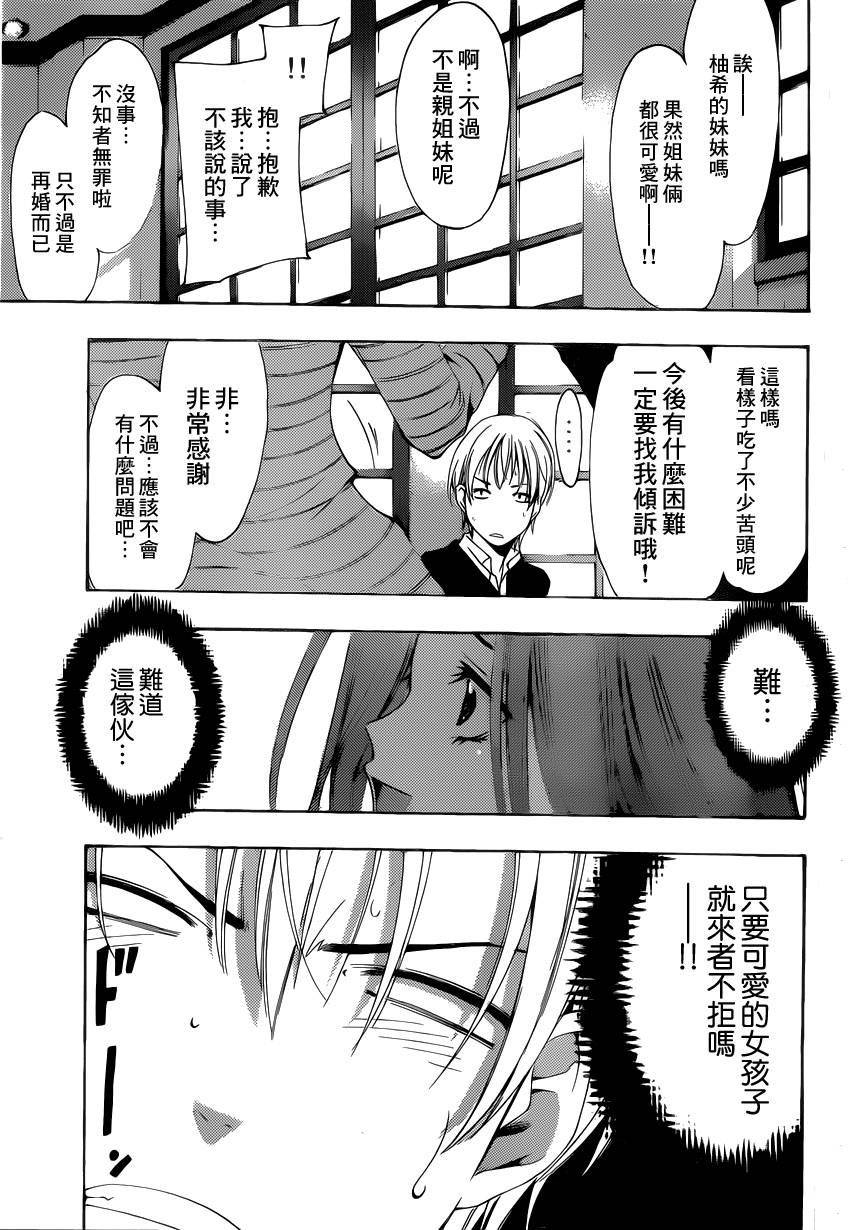 誒——
柚希的妹妹嗎
果然姐妹倆
都很可愛啊——!!
啊…不過
不是親姐妹呢
!!
抱…抱歉
我…說了
不該說的事…
沒事…
不知者無罪啦
只不過是
再婚而已
這樣嗎
看樣子吃了不少苦頭呢
今後有什麼困難
一定要找我傾訴哦！
…
非…
非常感謝
不過…應該不會
有什麼問題吧…
難…
難道
這傢伙…
只要可愛的女孩子
就來者不拒嗎
——!!
ドーン